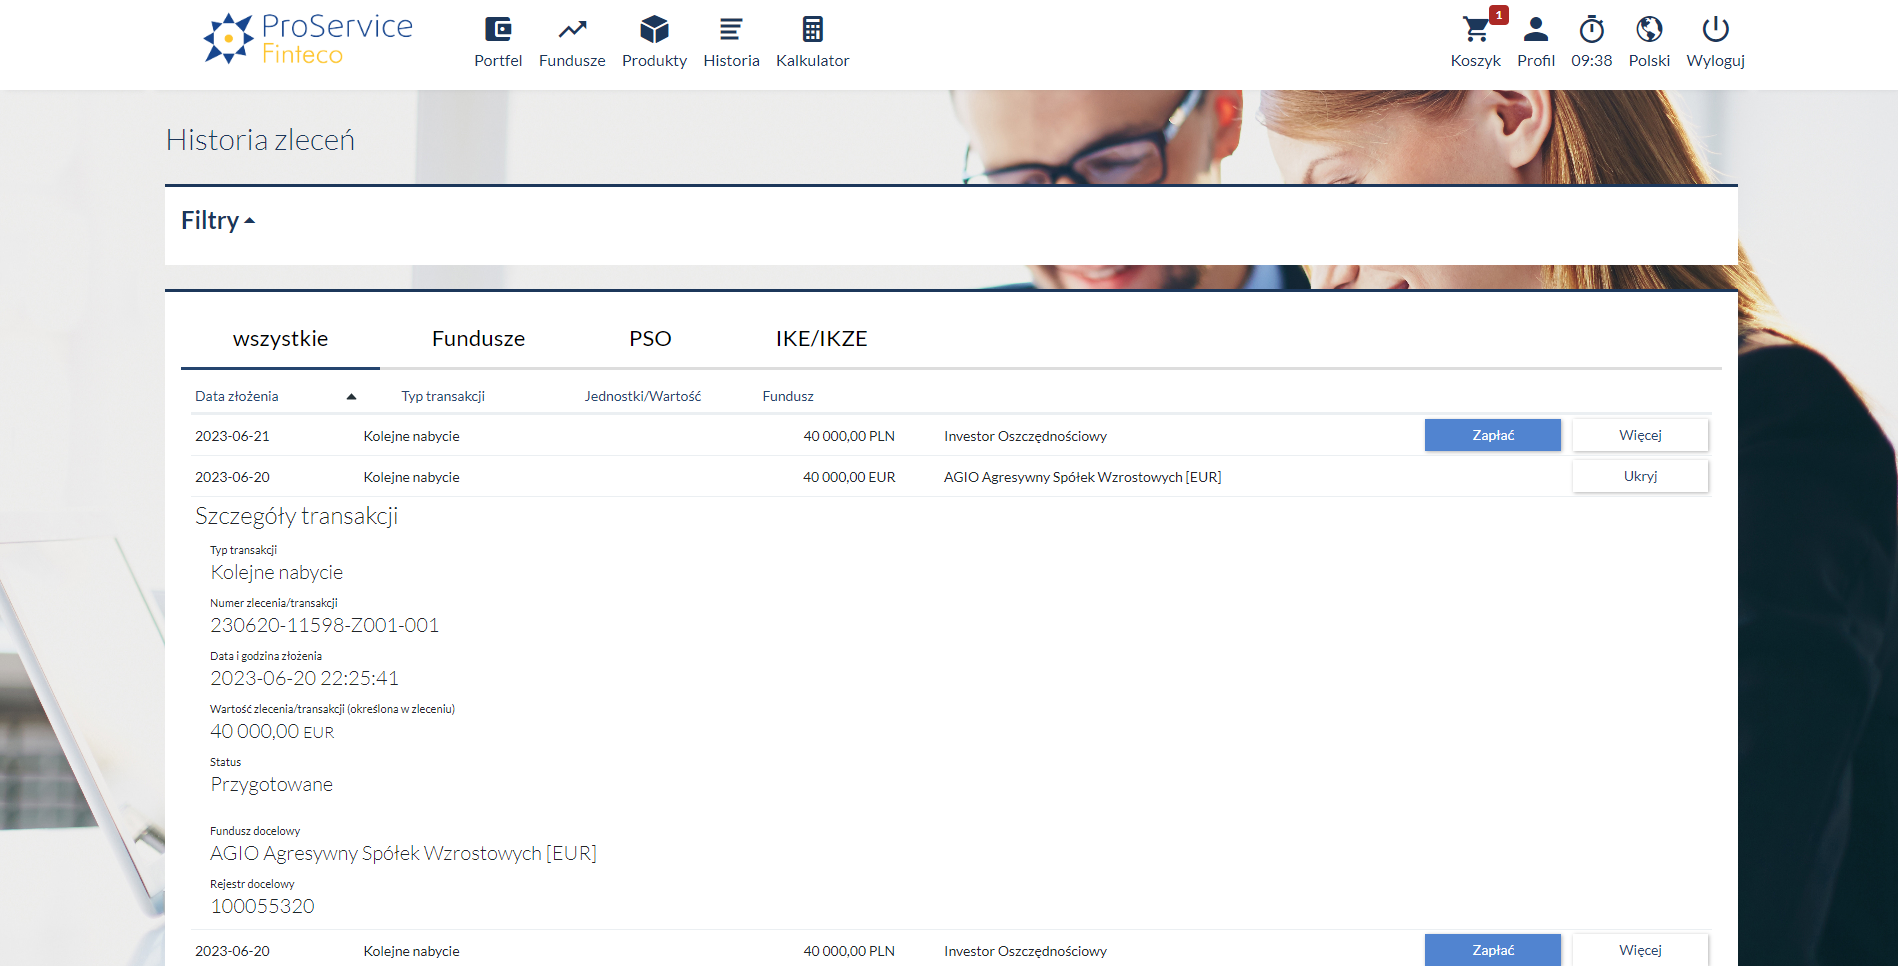 ProService
Finteco
Portfel
Fundusze
Produkty
Historia
Kalkulator
1
Koszyk
Profil
09:38
Polski
Wyloguj
Historia zleceń
Filtry
wszystkie
Fundusze
PSO
IKE/IKZE
Data złożenia
Typ transakcji
Jednostki/Wartość
Fundusz
2023-06-21 Kolejne nabycie 40 000,00 PLN Investor Oszczędnościowy Zapłać Więcej
2023-06-20 Kolejne nabycie 40 000,00 EUR AGIO Agresywny Spółek Wzrostowych [EUR] Ukryj
Szczegóły transakcji
Typ transakcji
Kolejne nabycie
Numer zlecenia/transakcji
230620-11598-Z001-001
Data i godzina złożenia
2023-06-20 22:25:41
Wartość zlecenia/transakcji (określona w zleceniu)
40 000,00 EUR
Status
Przygotowane
Fundusz docelowy
AGIO Agresywny Spółek Wzrostowych [EUR]
Rejestr docelowy
100055320
2023-06-20 Kolejne nabycie 40 000,00 PLN Investor Oszczędnościowy Zapłać Więcej